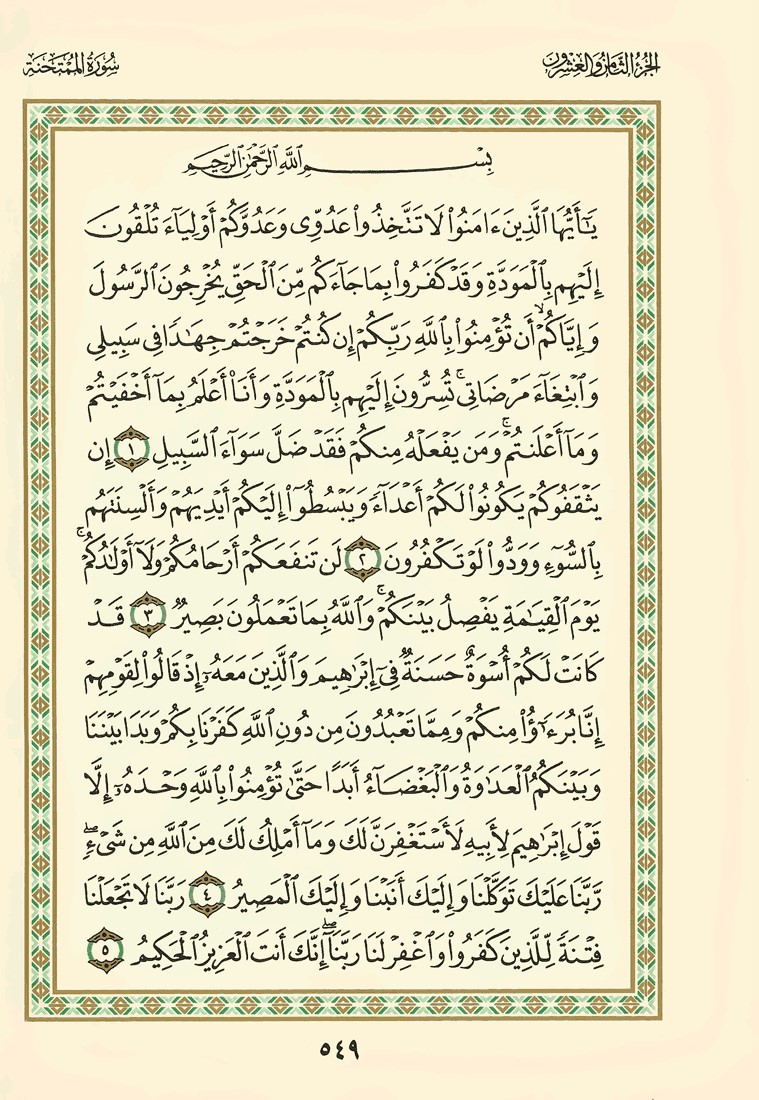 الجزء الثامن والعشرون
سورة الممتحنة
بِسْمِ ٱللَّهِ ٱلرَّحْمَٰنِ ٱلرَّحِيمِ
يَٰٓأَيُّهَا ٱلَّذِينَ ءَامَنُوا۟ لَا تَتَّخِذُوا۟ عَدُوِّى وَعَدُوَّكُمْ أَوْلِيَآءَ تُلْقُونَ
إِلَيْهِم بِٱلْمَوَدَّةِ وَقَدْ كَفَرُوا۟ بِمَا جَآءَكُم مِّنَ ٱلْحَقِّ يُخْرِجُونَ ٱلرَّسُولَ
وَإِيَّاكُمْ ۙ أَن تُؤْمِنُوا۟ بِٱللَّهِ رَبِّكُمْ إِن كُنتُمْ خَرَجْتُمْ جِهَٰدًا فِى سَبِيلِى
وَٱبْتِغَآءَ مَرْضَاتِى ۚ تُسِرُّونَ إِلَيْهِم بِٱلْمَوَدَّةِ وَأَنَا۠ أَعْلَمُ بِمَآ أَخْفَيْتُمْ
وَمَآ أَعْلَنتُمْ ۚ وَمَن يَفْعَلْهُ مِنكُمْ فَقَدْ ضَلَّ سَوَآءَ ٱلسَّبِيلِ ١ إِن
يَثْقَفُوكُمْ يَكُونُوا۟ لَكُمْ أَعْدَآءً وَيَبْسُطُوٓا۟ إِلَيْكُمْ أَيْدِيَهُمْ وَأَلْسِنَتَهُم
بِٱلسُّوٓءِ وَوَدُّوا۟ لَوْ تَكْفُرُونَ ٢ لَن تَنفَعَكُمْ أَرْحَامُكُمْ وَلَآ أَوْلَٰدُكُمْ ۚ
يَوْمَ ٱلْقِيَٰمَةِ يَفْصِلُ بَيْنَكُمْ ۚ وَٱللَّهُ بِمَا تَعْمَلُونَ بَصِيرٌ ٣ قَدْ
كَانَتْ لَكُمْ أُسْوَةٌ حَسَنَةٌ فِىٓ إِبْرَٰهِيمَ وَٱلَّذِينَ مَعَهُۥٓ إِذْ قَالُوا۟ لِقَوْمِهِمْ
إِنَّا بُرَءَٰٓؤُا۟ مِنكُمْ وَمِمَّا تَعْبُدُونَ مِن دُونِ ٱللَّهِ كَفَرْنَا بِكُمْ وَبَدَا بَيْنَنَا
وَبَيْنَكُمُ ٱلْعَدَٰوَةُ وَٱلْبَغْضَآءُ أَبَدًا حَتَّىٰ تُؤْمِنُوا۟ بِٱللَّهِ وَحْدَهُۥٓ إِلَّا
قَوْلَ إِبْرَٰهِيمَ لِأَبِيهِ لَأَسْتَغْفِرَنَّ لَكَ وَمَآ أَمْلِكُ لَكَ مِنَ ٱللَّهِ مِن شَىْءٍ ۖ
رَّبَّنَا عَلَيْكَ تَوَكَّلْنَا وَإِلَيْكَ أَنَبْنَا وَإِلَيْكَ ٱلْمَصِيرُ ٤ رَبَّنَا لَا تَجْعَلْنَا
فِتْنَةً لِّلَّذِينَ كَفَرُوا۟ وَٱغْفِرْ لَنَا رَبَّنَآ ۖ إِنَّكَ أَنتَ ٱلْعَزِيزُ ٱلْحَكِيمُ ٥
٥٤٩